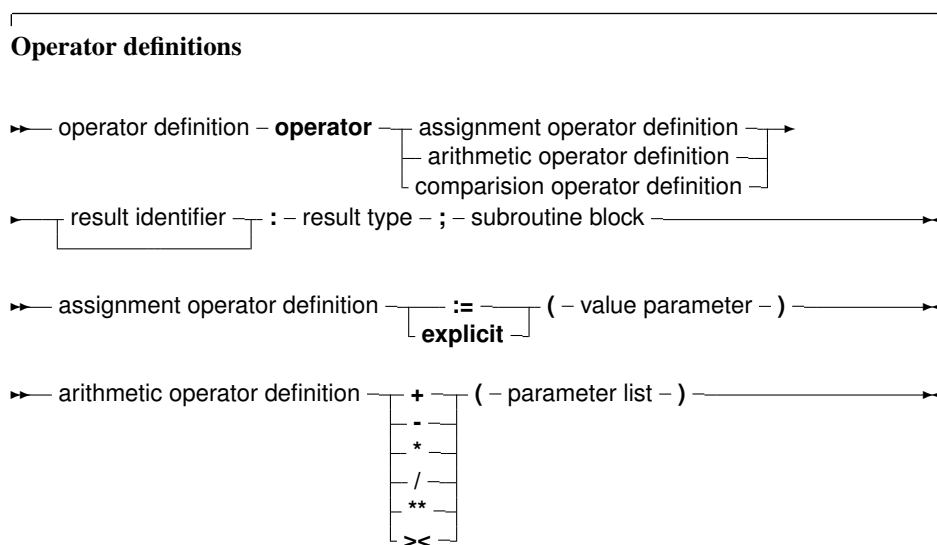 Operator definitions
operator definition operator assignment operator definition
arithmetic operator definition
comparision operator definition
result identifier : result type ; subroutine block
assignment operator definition := ( value parameter )
explicit
arithmetic operator definition + ( parameter list )
-
*
/
**
><